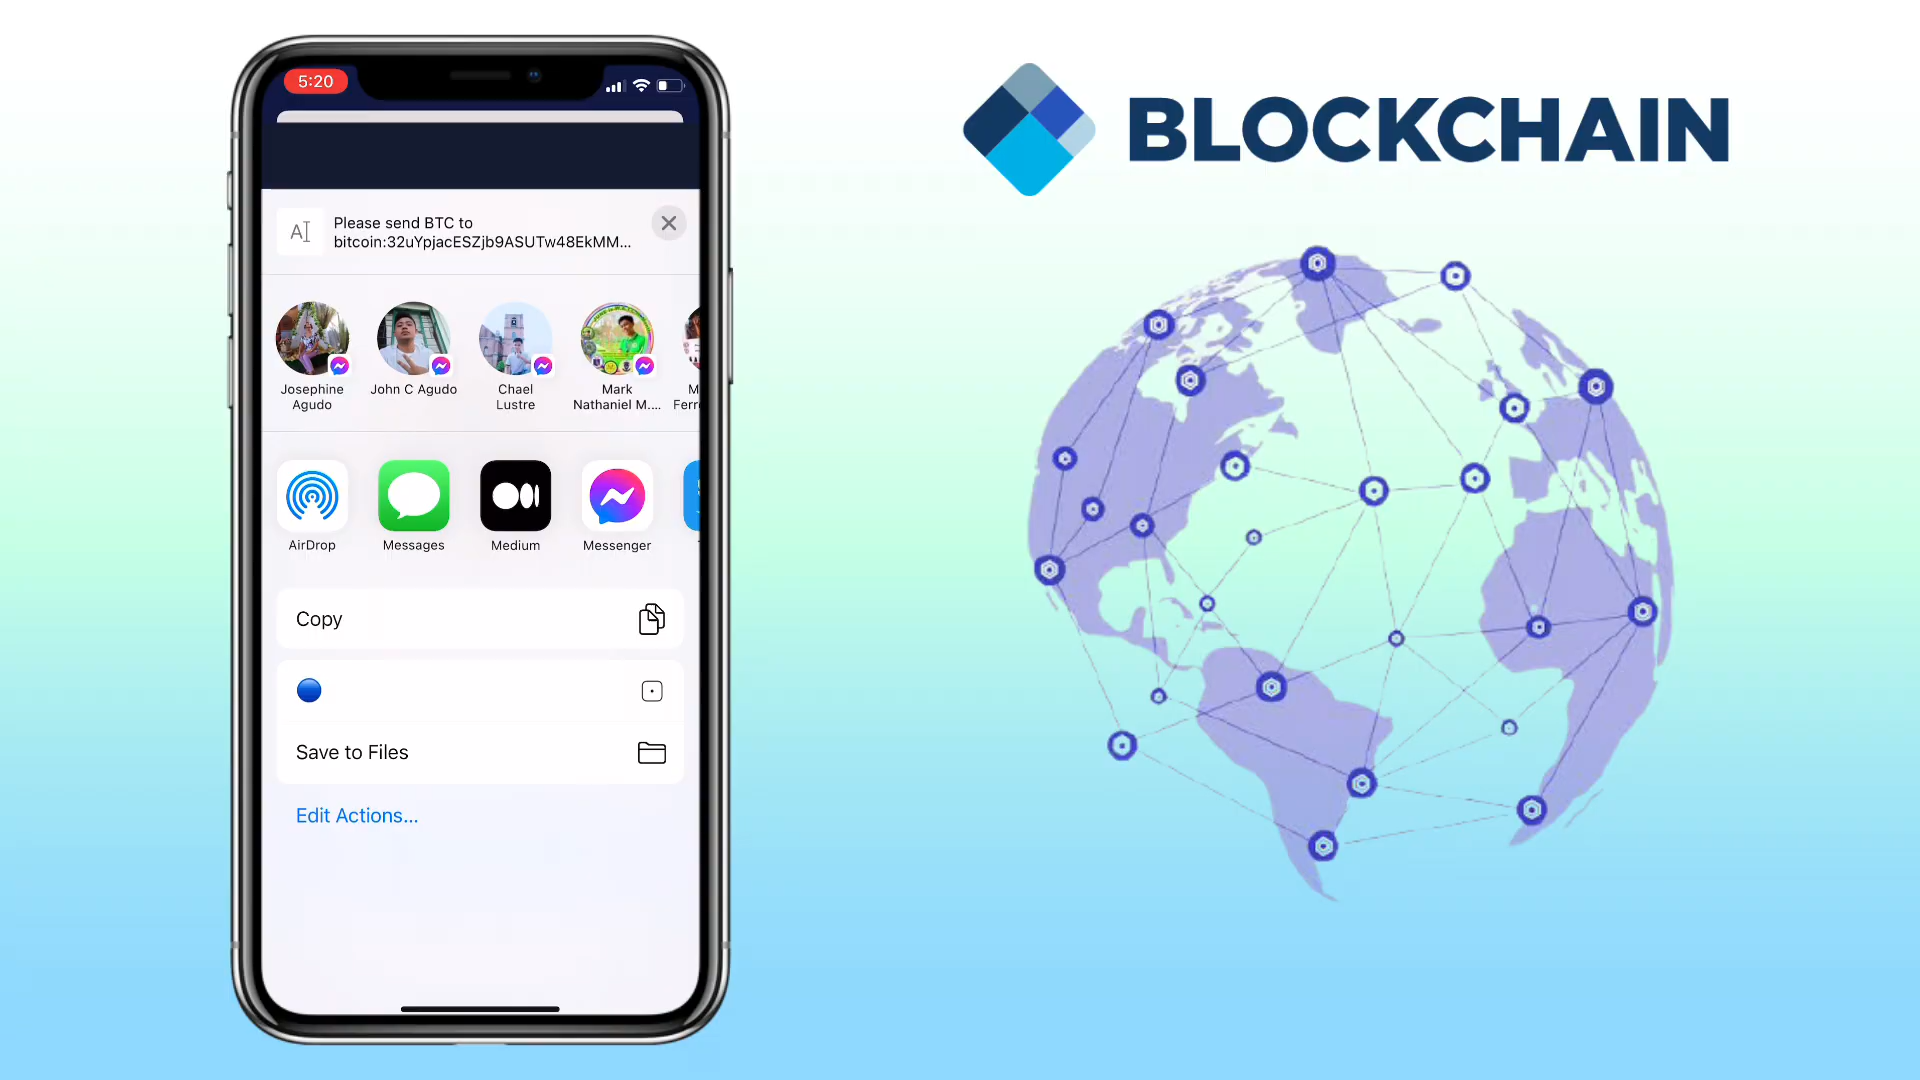 5:20
BLOCKCHAIN
Please send BTC to
bitcoin:32uYpjacESZjb9ASUTw48EkMM...
Josephine
Agudo
John C Agudo
Chael
Lustre
Mark
Nathaniel M....
AirDrop
Messages
Medium
Messenger
Copy
Save to Files
Edit Actions...